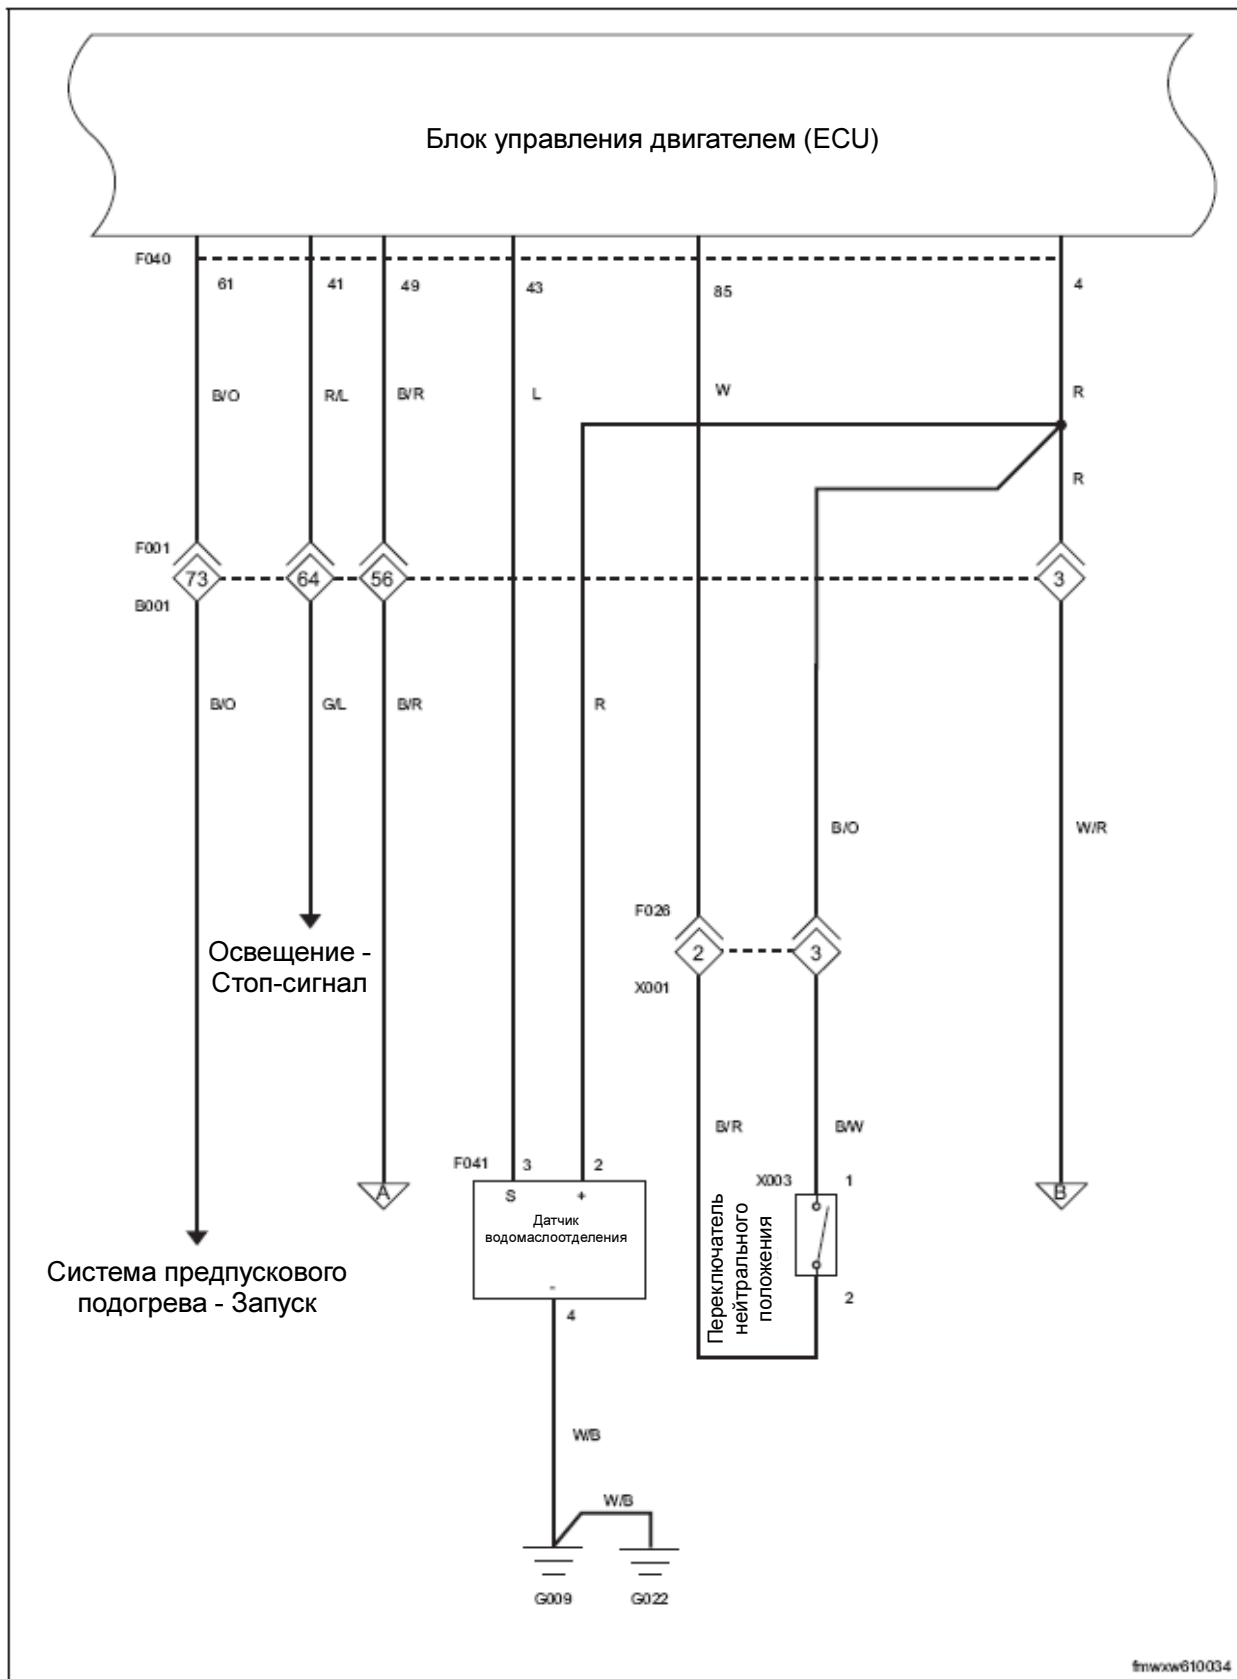 Блок управления двигателем (ECU)
F040
61
41
49
43
85
4
B/O
R/L
B/R
L
W
R
R
F001
73
64
56
3
B001
B/O
G/L
B/R
R
B/O
W/R
F026
2
3
X001
Освещение -
Стоп-сигнал
B/R
B/W
F041
3
2
X003
1
A
B
S
+
Датчик
водомаслоотделения
-
4
Переключатель
нейтрального
положения
2
Система предпускового
подогрева - Запуск
W/B
W/B
G009
G022
fmwxw610034